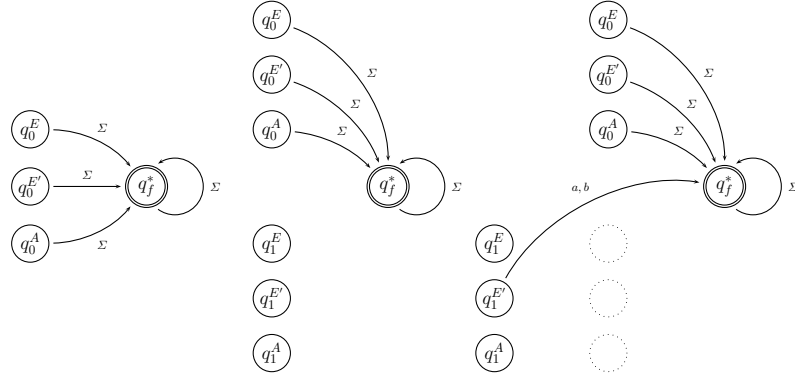 q_0^E
Σ
q_0^{E'}
Σ
q_0^A
Σ
q_f^*
Σ
q_0^E
Σ
q_0^{E'}
Σ
q_0^A
Σ
q_f^*
Σ
q_1^E
q_1^{E'}
q_1^A
q_0^E
Σ
q_0^{E'}
Σ
q_0^A
Σ
q_f^*
Σ
a, b
q_1^E
q_1^{E'}
q_1^A